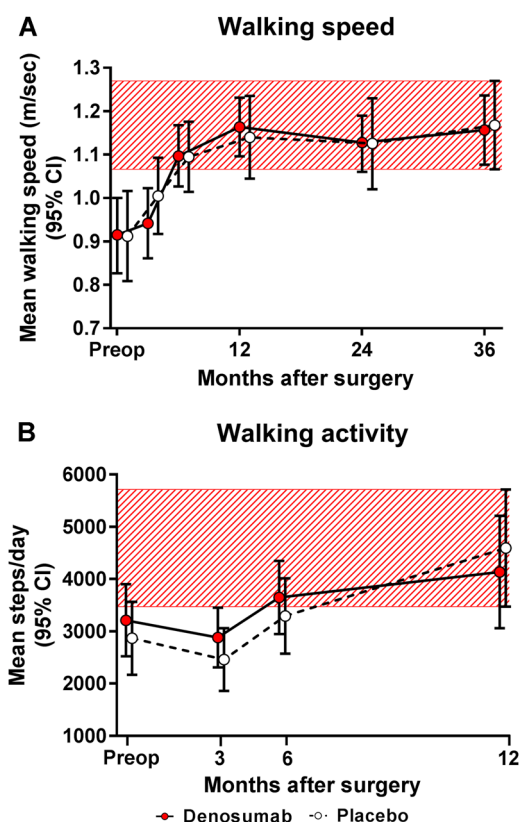 A
Walking speed
Mean walking speed (m/sec)
(95% CI)
1.3
1.2
1.1
1.0
0.9
0.8
0.7
Preop 12 24 36
Months after surgery
B
Walking activity
Mean steps/day
(95% CI)
6000
5000
4000
3000
2000
1000
Preop 3 6 12
Months after surgery
Denosumab Placebo